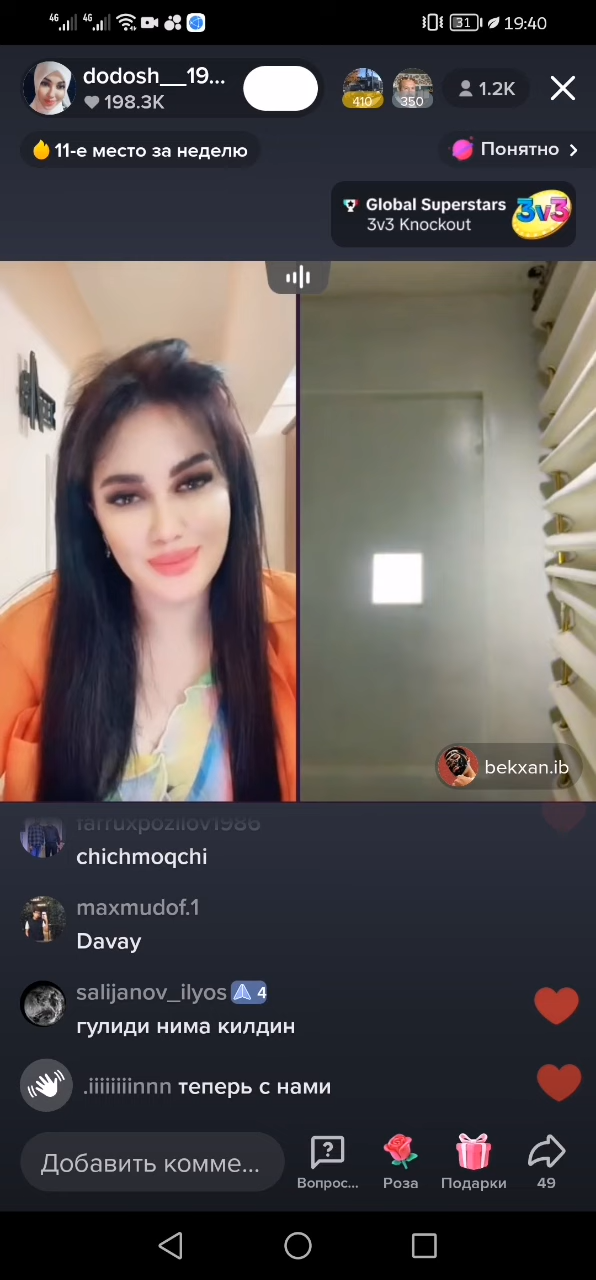 4G 4G 31 19:40
dodosh__19...
198.3K
410 350 1.2K
11-е место за неделю
Понятно
Global Superstars
3v3 Knockout
3v3
bekxan.ib
farruxpozilov1986
chichmoqchi
maxmudof.1
Davay
salijanov_ilyos 4
гулиди нима килдин
.iiiiiiiinnn теперь с нами
Добавить комме...
Вопрос... Роза Подарки 49